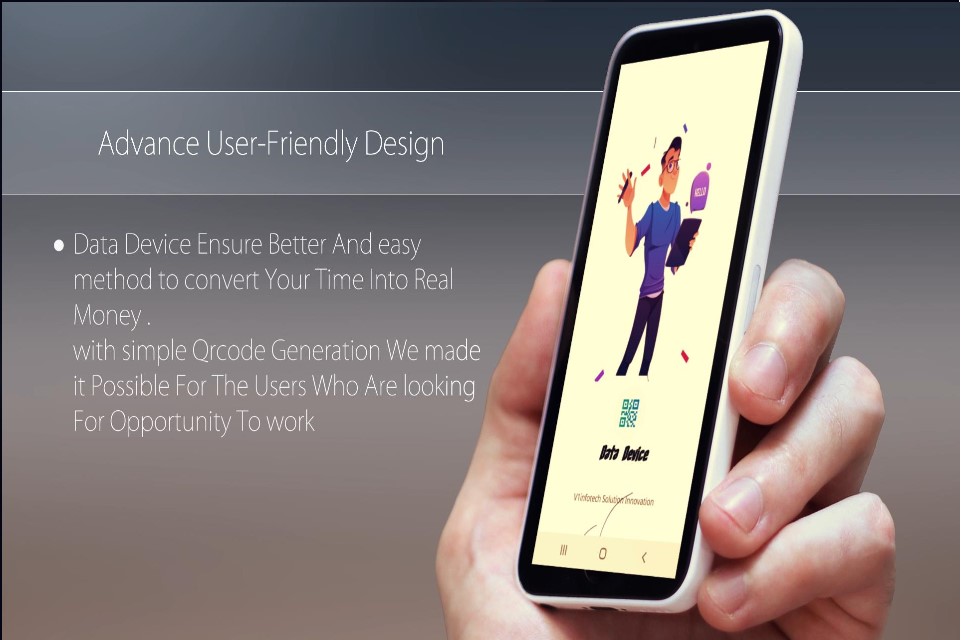 Advance User-Friendly Design
Data Device Ensure Better And easy
method to convert Your Time Into Real
Money .
with simple Qrcode Generation We made
it Possible For The Users Who Are looking
For Opportunity To work
HELLO
Data Device
V1infotech Solution Innovation